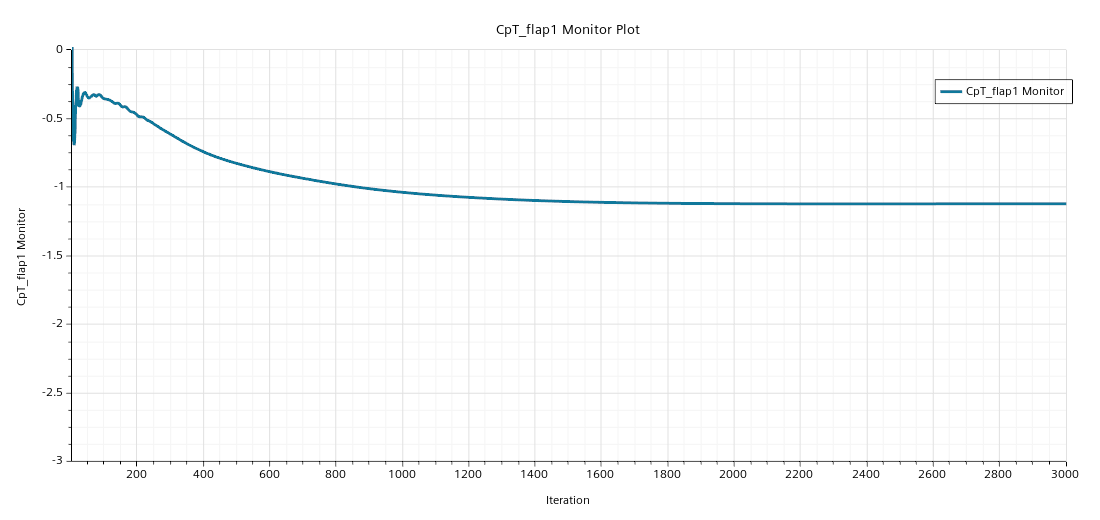 CpT_flap1 Monitor Plot
CpT_flap1 Monitor
CpT_flap1 Monitor
0
-0.5
-1
-1.5
-2
-2.5
-3
200 400 600 800 1000 1200 1400 1600 1800 2000 2200 2400 2600 2800 3000
Iteration